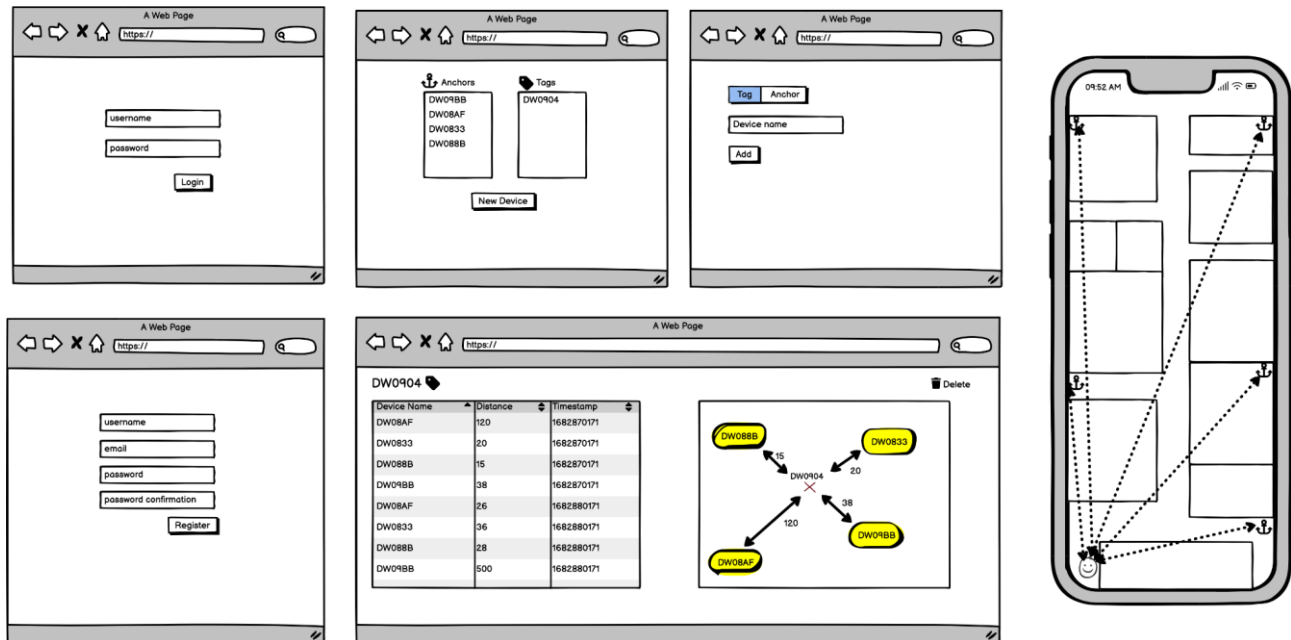 A Web Page
https://
username
password
Login
A Web Page
https://
Anchors
Tags
DW09BB
DW08AF
DW0833
DW088B
DW0904
New Device
A Web Page
https://
Tag
Anchor
Device name
Add
09:52 AM
A Web Page
https://
username
email
password
password confirmation
Register
A Web Page
https://
DW0904
Delete
Device Name Distance Timestamp
DW08AF 120 1682870171
DW0833 20 1682870171
DW088B 15 1682870171
DW09BB 38 1682870171
DW08AF 26 1682880171
DW0833 36 1682880171
DW088B 28 1682880171
DW09BB 500 1682880171
DW088B
DW0833
15
20
DW0904
38
120
DW09BB
DW08AF